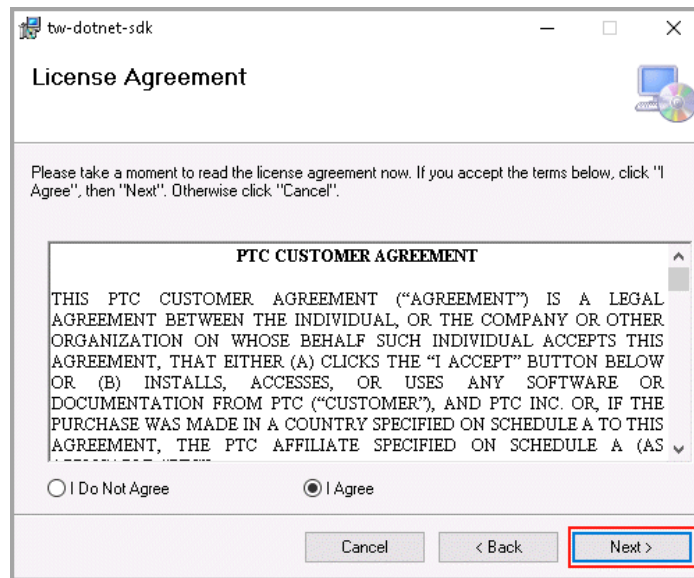 tw-dotnet-sdk
License Agreement
Please take a moment to read the license agreement now. If you accept the terms below, click "I
Agree", then "Next". Otherwise click "Cancel".
PTC CUSTOMER AGREEMENT
THIS PTC CUSTOMER AGREEMENT (“AGREEMENT”) IS A LEGAL
AGREEMENT BETWEEN THE INDIVIDUAL, OR THE COMPANY OR OTHER
ORGANIZATION ON WHOSE BEHALF SUCH INDIVIDUAL ACCEPTS THIS
AGREEMENT, THAT EITHER (A) CLICKS THE “I ACCEPT” BUTTON BELOW
OR (B) INSTALLS, ACCESSES, OR USES ANY SOFTWARE OR
DOCUMENTATION FROM PTC (“CUSTOMER”), AND PTC INC. OR, IF THE
PURCHASE WAS MADE IN A COUNTRY SPECIFIED ON SCHEDULE A TO THIS
AGREEMENT, THE PTC AFFILIATE SPECIFIED ON SCHEDULE A (AS
I Do Not Agree
I Agree
Cancel
< Back
Next >